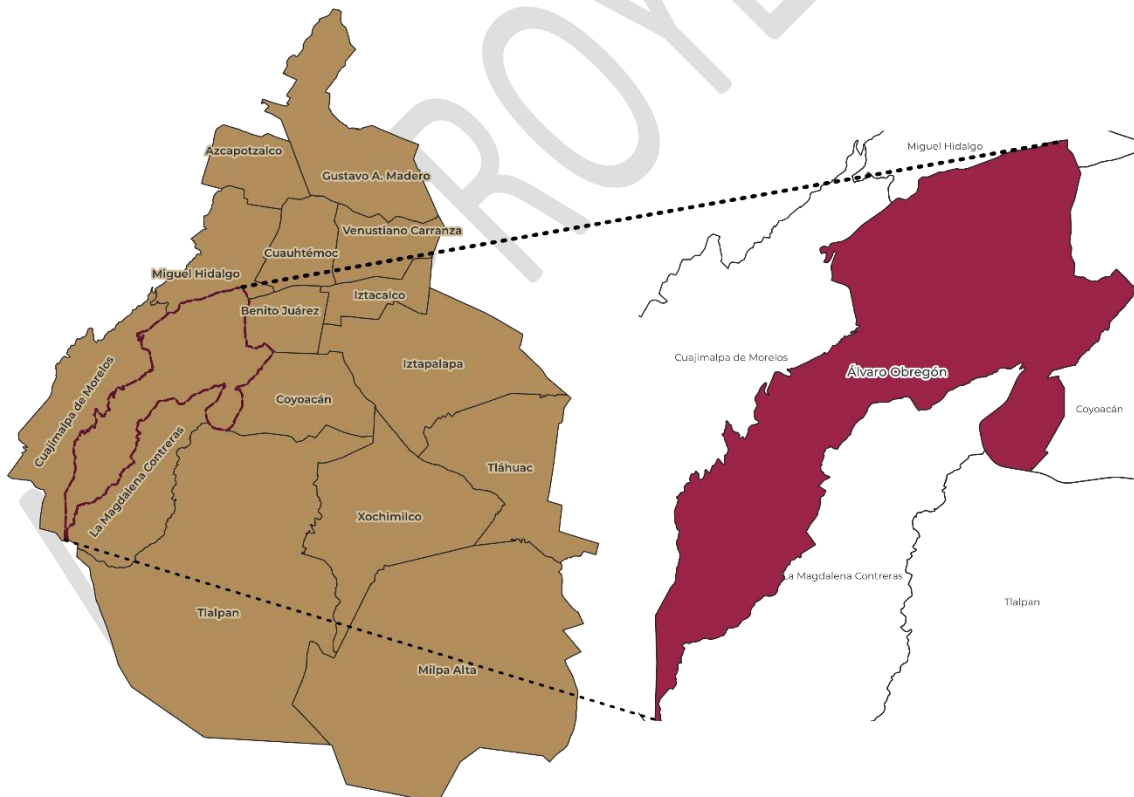 Azcapotzalco
Gustavo A. Madero
Venustiano Carranza
Cuauhtémoc
Miguel Hidalgo
Iztacalco
Benito Juárez
Iztapalapa
Cuajimalpa de Morelos
Coyoacán
La Magdalena Contreras
Tláhuac
Xochimilco
Tlalpan
Milpa Alta
Miguel Hidalgo
Cuajimalpa de Morelos
Álvaro Obregón
Coyoacán
La Magdalena Contreras
Tlalpan
ROYE